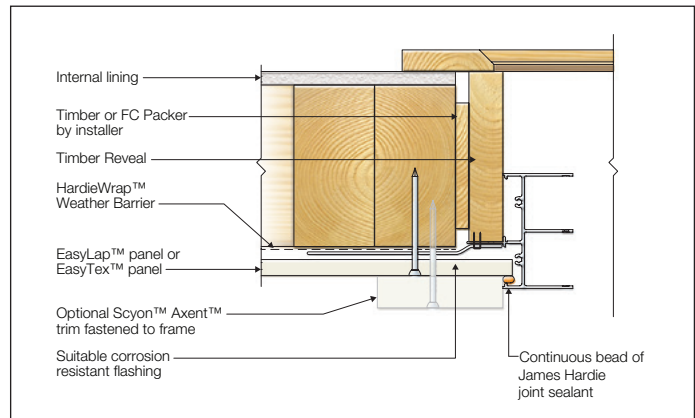 Internal lining
Timber or FC Packer
by installer
Timber Reveal
HardieWrap™
Weather Barrier
EasyLap™ panel or
EasyTex™ panel
Optional Scyon™ Axent™
trim fastened to frame
Suitable corrosion
resistant flashing
Continuous bead of
James Hardie
joint sealant